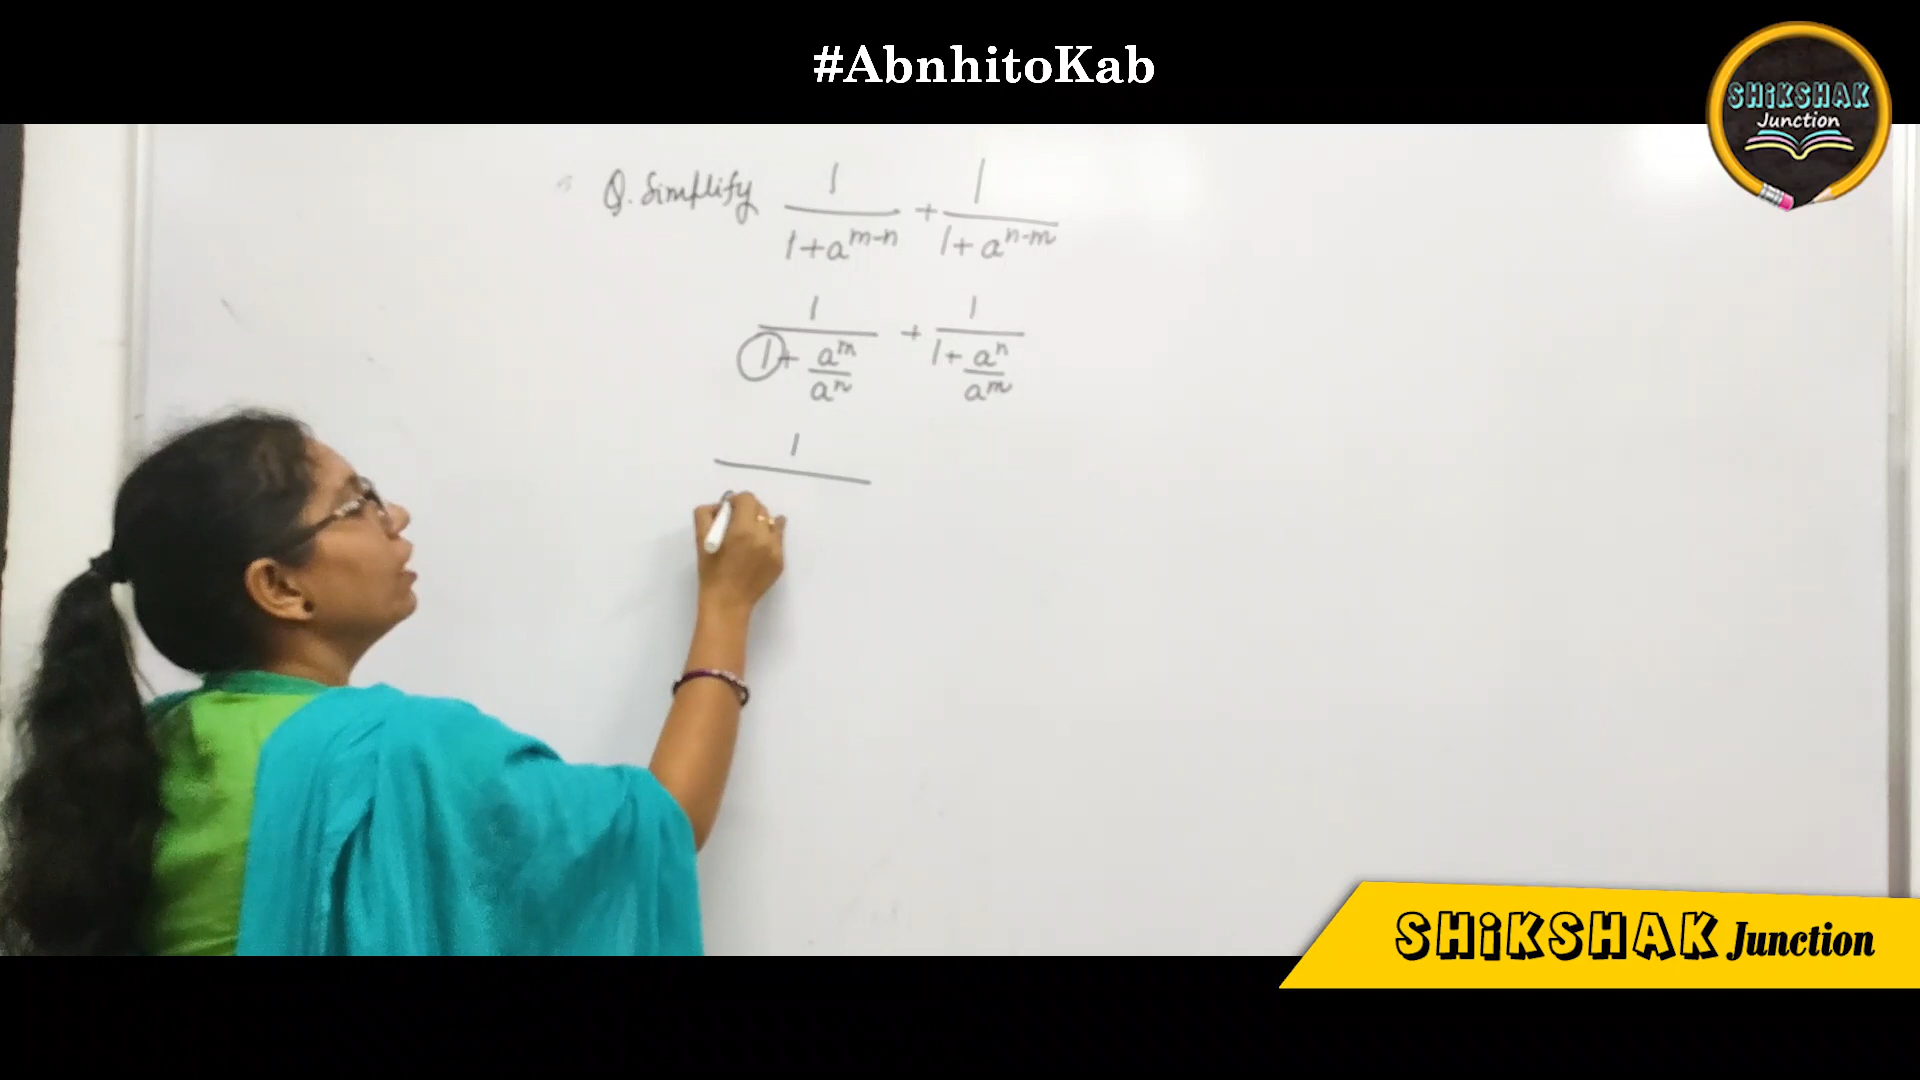 #AbnhitoKab
SHiKSHAK
Junction
Q. Simplify 1/(1+a^(m-n)) + 1/(1+a^(n-m))
1/(1+a^m/a^n) + 1/(1+a^n/a^m)
1
SHiKSHAK Junction